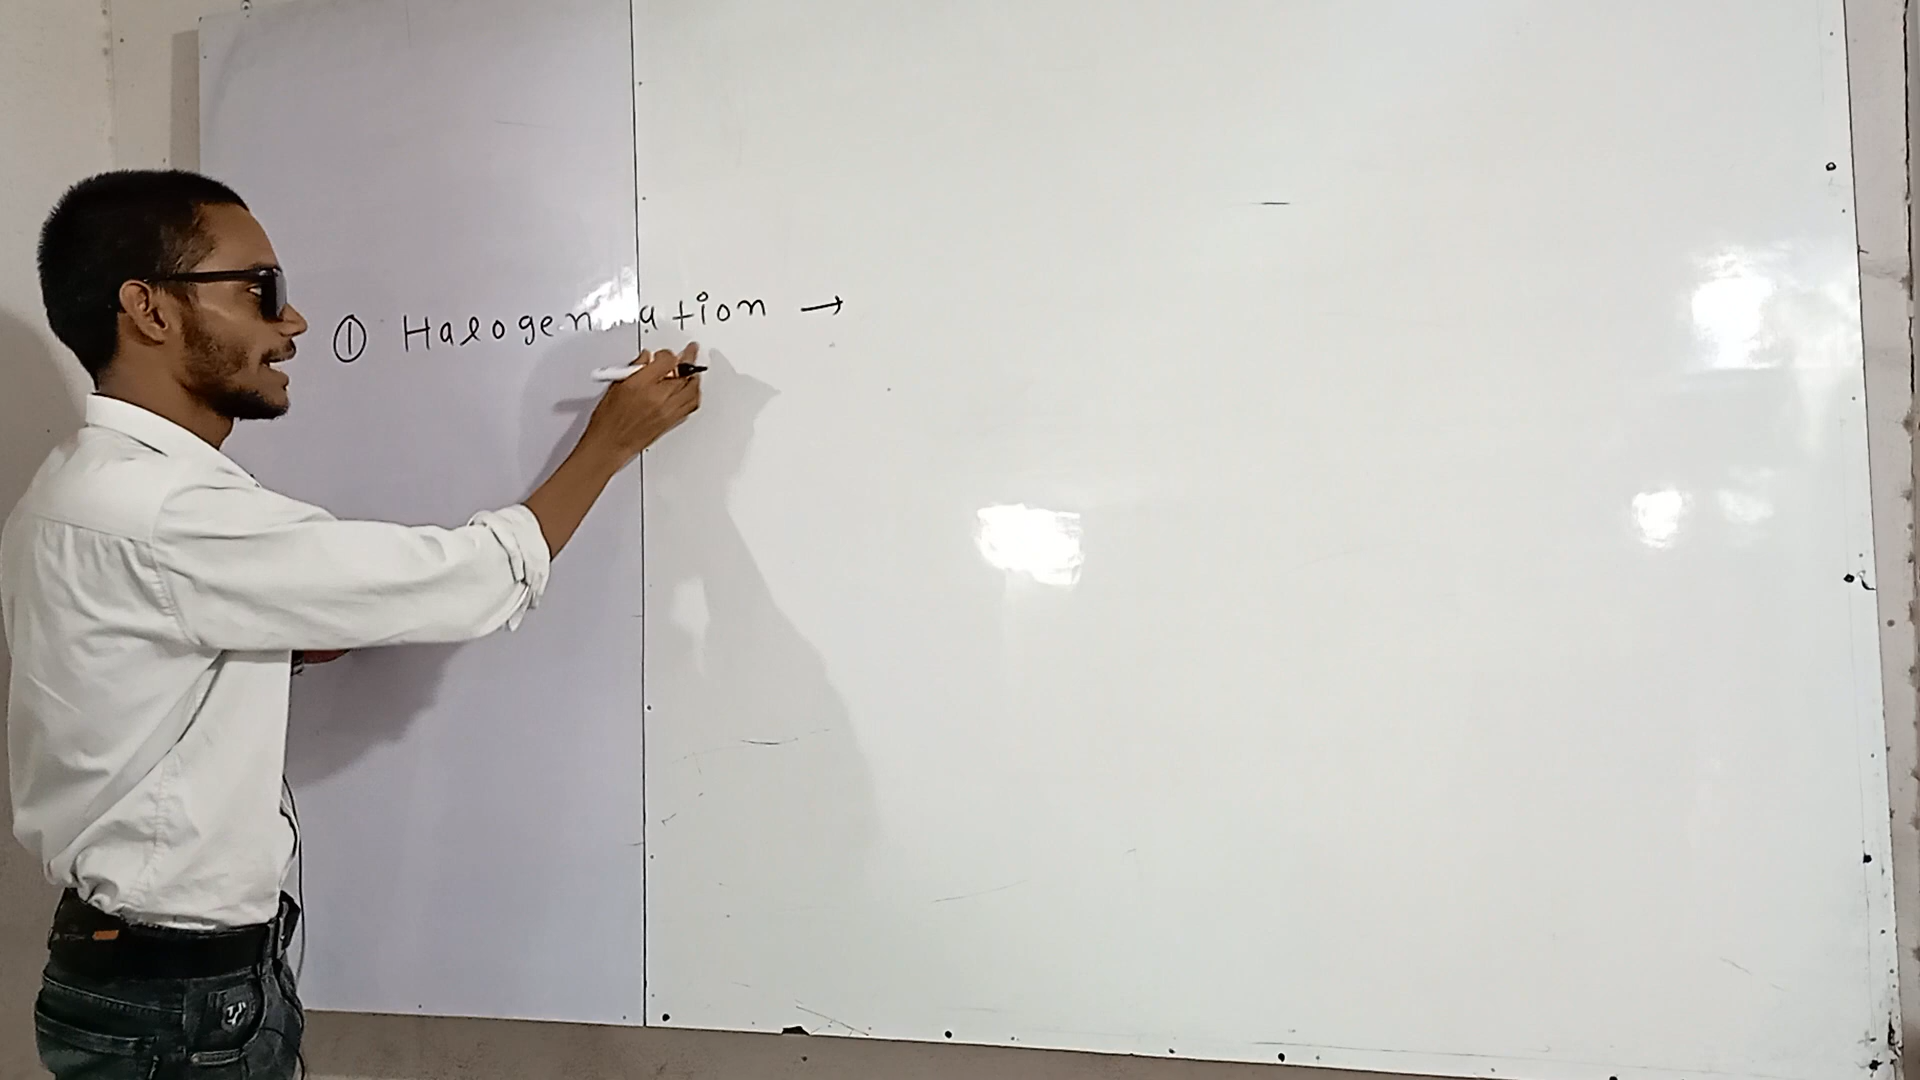 ① Halogenation →